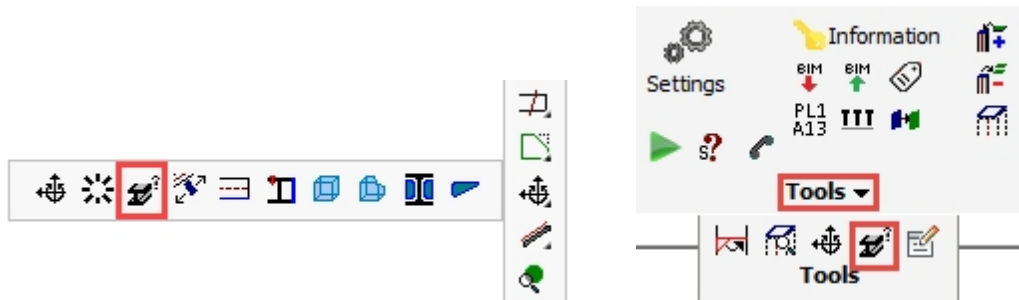 Information
Settings
BIM BIM
PL1
A13
S?
Tools
Tools